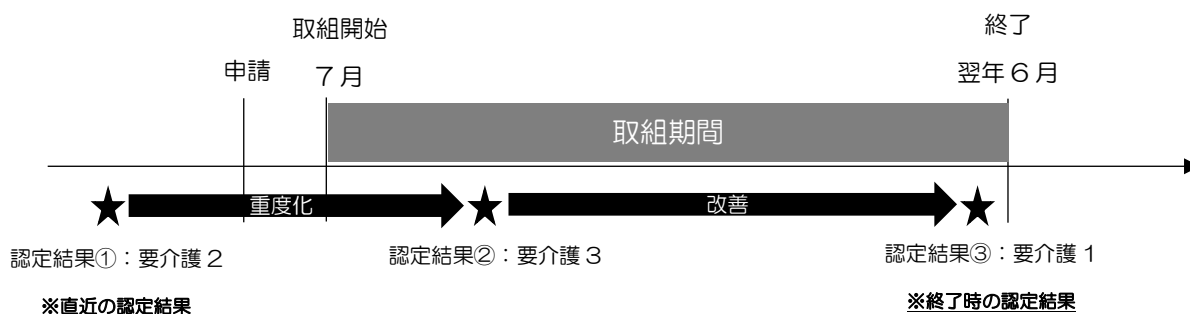 取組開始
終了
申請
7月
翌年6月
取組期間
重度化
改善
認定結果①：要介護2
認定結果②：要介護3
認定結果③：要介護1
※直近の認定結果
※終了時の認定結果